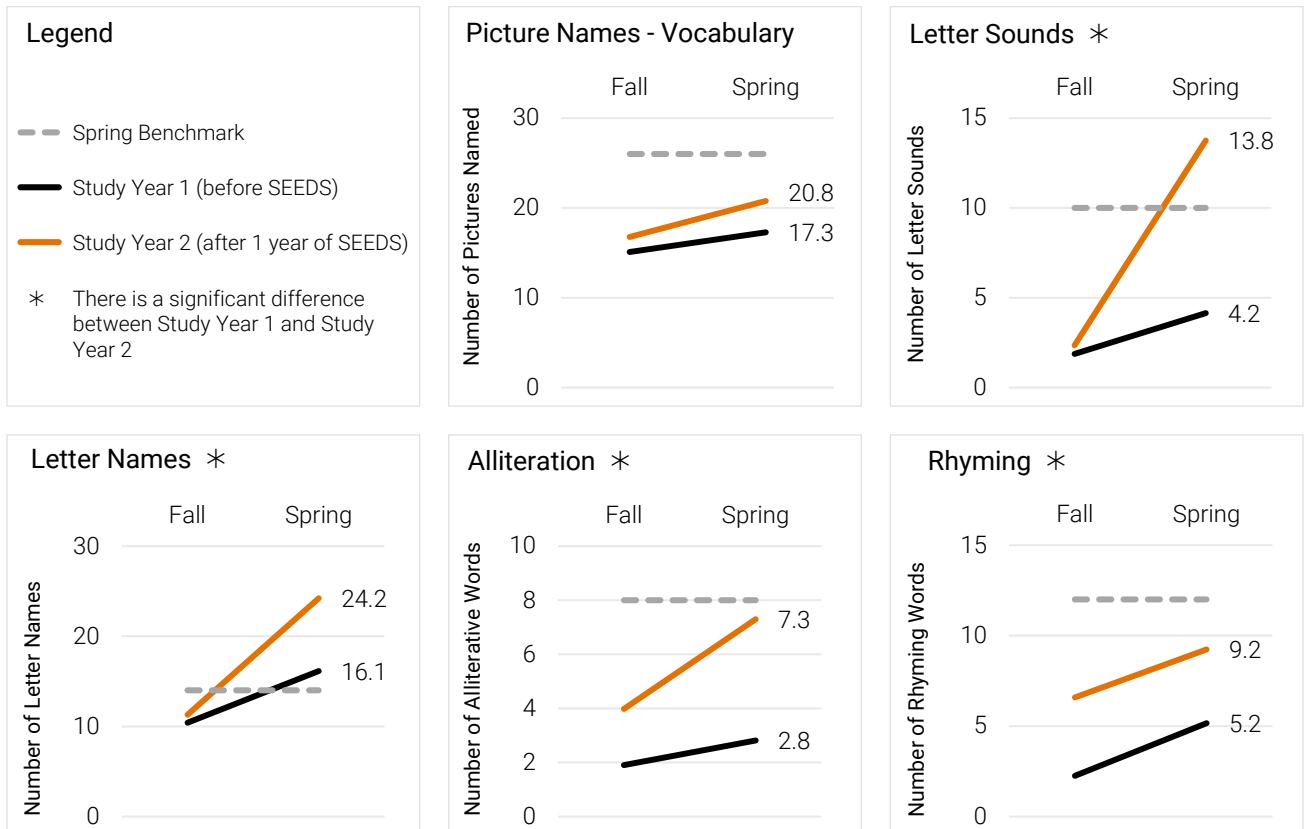 Legend
Spring Benchmark
Study Year 1 (before SEEDS)
Study Year 2 (after 1 year of SEEDS)
* There is a significant difference
between Study Year 1 and Study
Year 2
Picture Names - Vocabulary
Fall Spring
Number of Pictures Named
30
20
10
0
20.8
17.3
Letter Sounds *
Fall Spring
Number of Letter Sounds
15
10
5
0
13.8
4.2
Letter Names *
Fall Spring
Number of Letter Names
30
20
10
0
24.2
16.1
Alliteration *
Fall Spring
Number of Alliterative Words
10
8
6
4
2
0
7.3
2.8
Rhyming *
Fall Spring
Number of Rhyming Words
15
10
5
0
9.2
5.2